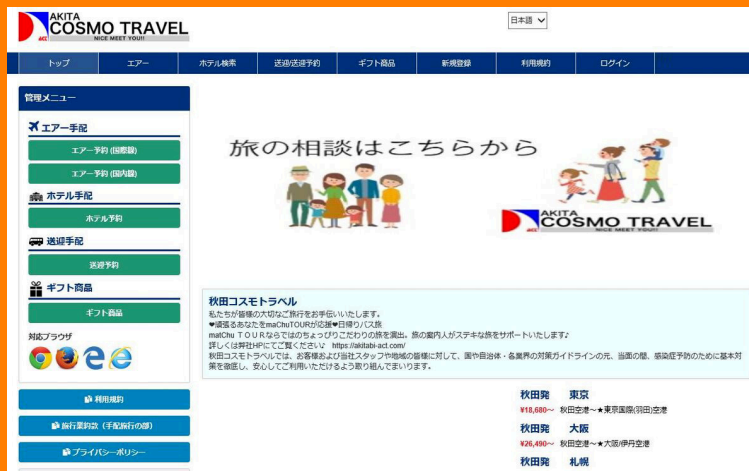 AKITA
COSMO TRAVEL
act
NICE MEET YOU!!
日本語
トップ
エアー
ホテル検索
送迎/送迎予約
ギフト商品
新規登録
利用規約
ログイン
管理メニュー
エアー手配
エアー予約 (国際線)
エアー予約 (国内線)
ホテル手配
ホテル予約
送迎手配
送迎予約
ギフト商品
ギフト商品
対応ブラウザ
利用規約
旅行業約款（手配旅行の部）
プライバシーポリシー
旅の相談はこちらから
AKITA
COSMO TRAVEL
act
NICE MEET YOU!!
秋田コスモトラベル
私たちが皆様の大切なご旅行をお手伝いいたします。
♥頑張るあなたをmaChuTOURが応援♥日帰りバス旅
matChu ＴＯＵＲならではのちょっぴりこだわりの旅を演出。旅の案内人がステキな旅をサポートいたします♪
詳しくは弊社HPにてご覧ください♪ https://akitabi-act.com/
秋田コスモトラベルでは、お客様および当社スタッフや地域の皆様に対して、国や自治体・各業界の対策ガイドラインの元、当面の間、感染症予防のために基本対
策を徹底し、安心してご利用いただけるよう取り組んでまいります。
秋田発 東京
¥18,680～ 秋田空港～★東京国際(羽田)空港
秋田発 大阪
¥26,490～ 秋田空港～★大阪/伊丹空港
秋田発 札幌